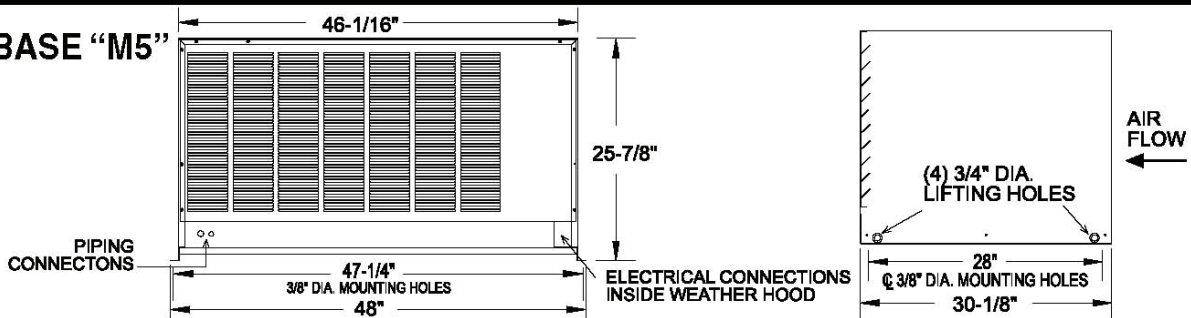 BASE “M5”
46-1/16"
25-7/8"
PIPING
CONNECTONS
47-1/4"
3/8" DIA. MOUNTING HOLES
48"
ELECTRICAL CONNECTIONS
INSIDE WEATHER HOOD
AIR
FLOW
(4) 3/4" DIA.
LIFTING HOLES
28"
℄ 3/8" DIA. MOUNTING HOLES
30-1/8"